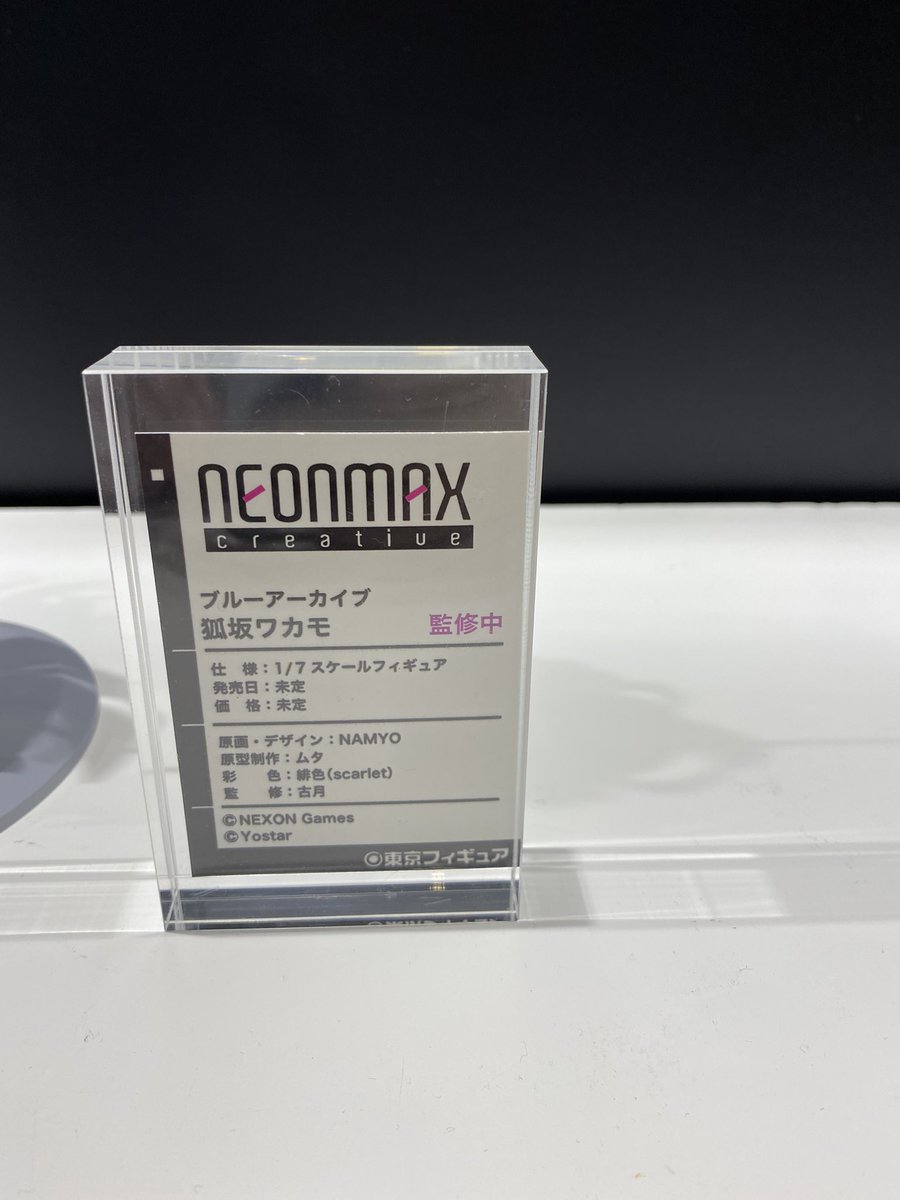 NEONMAX
creative
ブルーアーカイブ
狐坂ワカモ 監修中
仕 様：1/7 スケールフィギュア
発売日：未定
価 格：未定
原画・デザイン：NAMYO
原型制作：ムタ
彩 色：緋色(scarlet)
監 修：古月
©NEXON Games
©Yostar
東京フィギュア